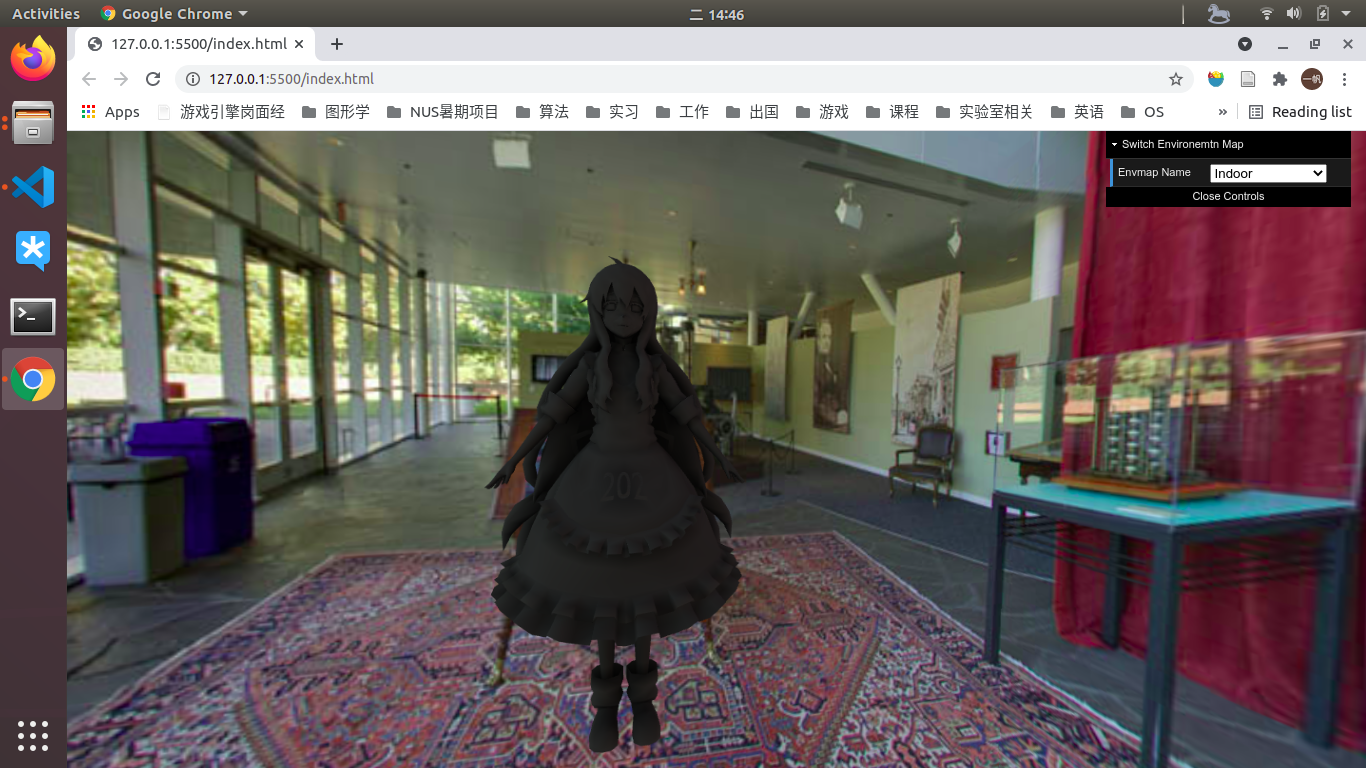 Activities Google Chrome 二 14:46
127.0.0.1:5500/index.html
127.0.0.1:5500/index.html 一帆
Apps 游戏引擎岗面经 图形学 NUS暑期项目 算法 实习 工作 出国 游戏 课程 实验室相关 英语 OS » Reading list
Switch Environemtn Map
Envmap Name Indoor
Close Controls
202